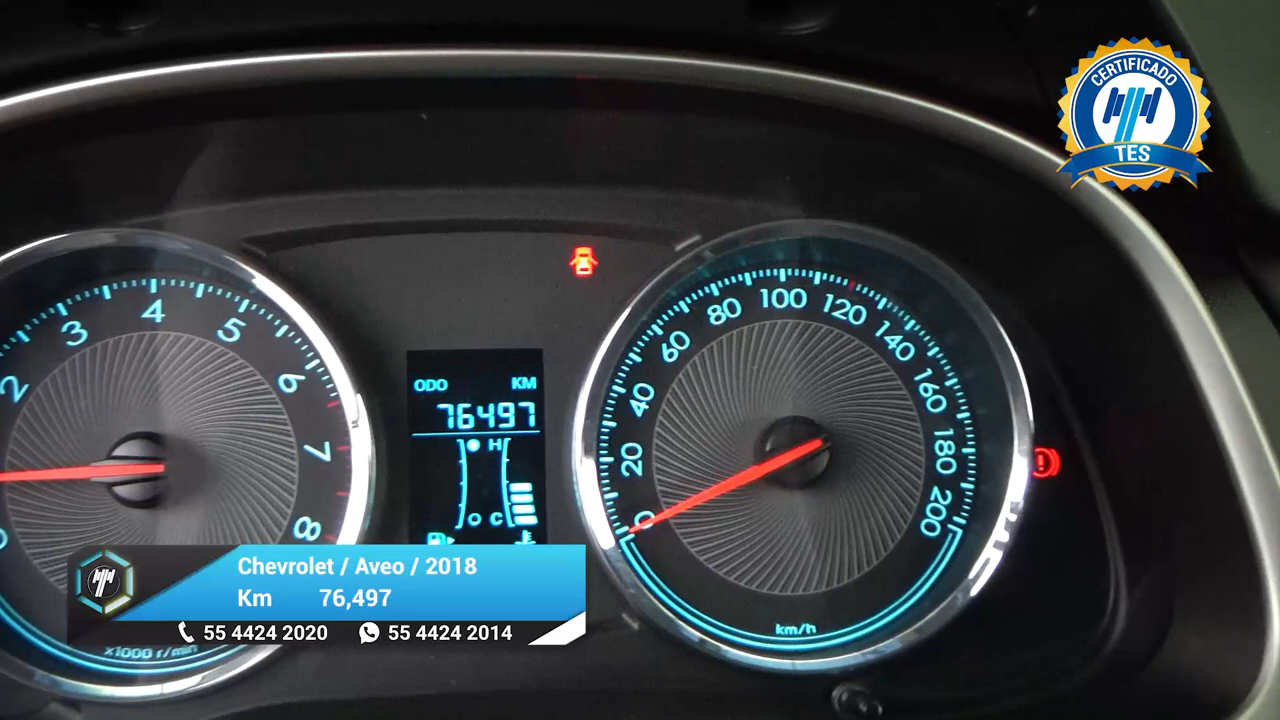 CERTIFICADO
TES
2
3
4
5
6
7
8
x1000 r/min
ODO KM
76497
H
O C
0
20
40
60
80
100
120
140
160
180
200
km/h
Chevrolet / Aveo / 2018
Km 76,497
55 4424 2020 55 4424 2014